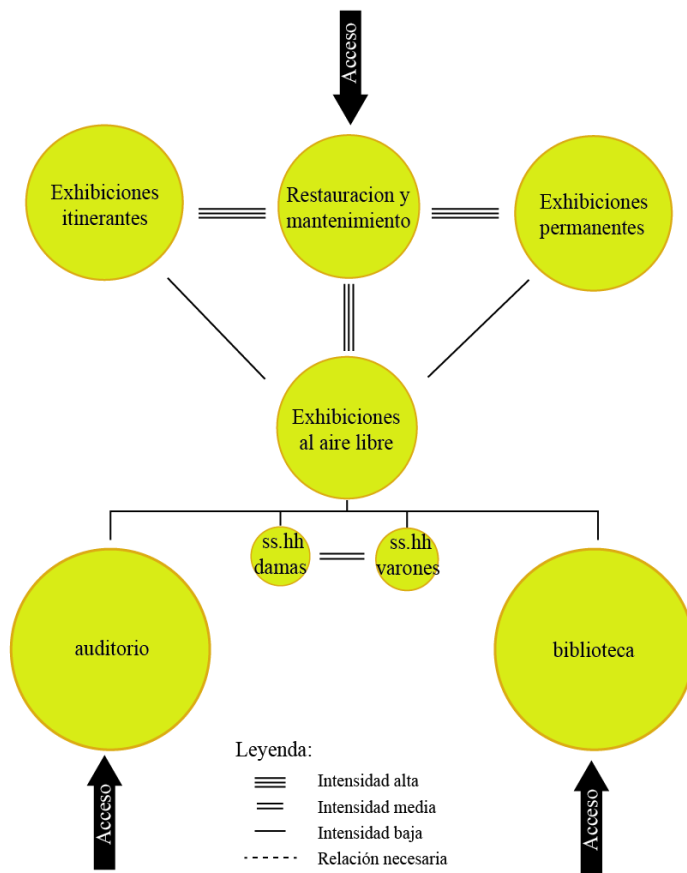 Acceso
Exhibiciones
itinerantes
Restauracion y
mantenimiento
Exhibiciones
permanentes
Exhibiciones
al aire libre
ss.hh
damas
ss.hh
varones
auditorio
biblioteca
Leyenda:
Intensidad alta
Intensidad media
Intensidad baja
Relación necesaria
Acceso
Acceso